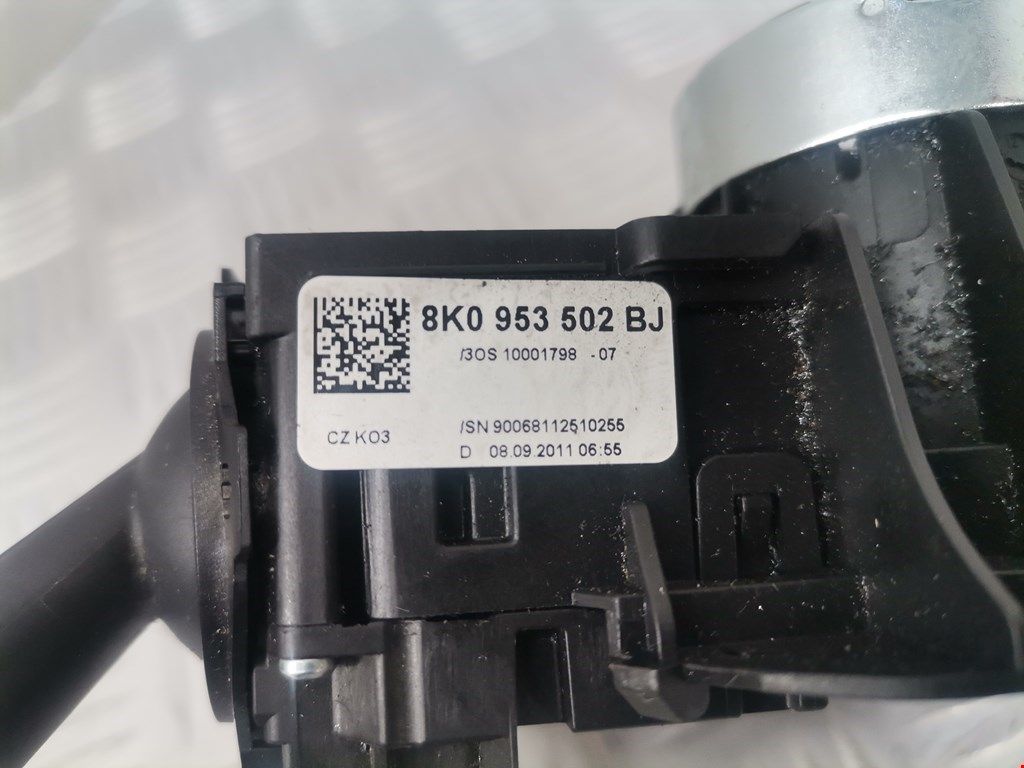 8K0 953 502 BJ
/3OS 10001798 -07
/SN 90068112510255
CZ KO3
D 08.09.2011 06:55